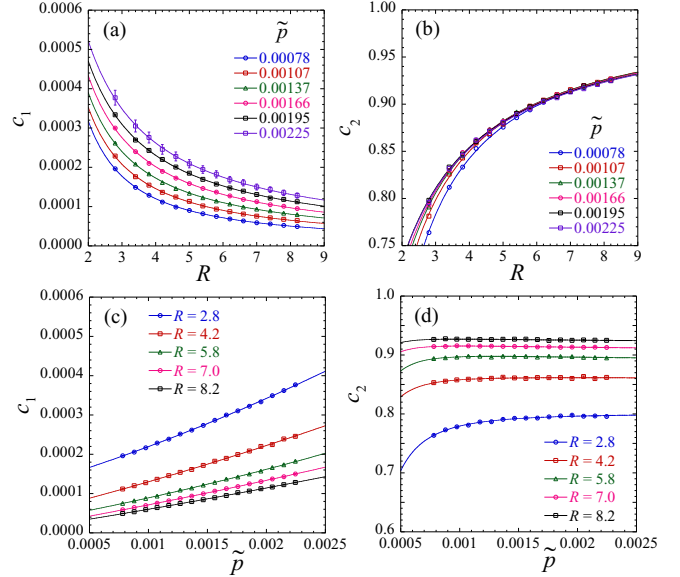 0.0006
0.0005
0.0004
0.0003
0.0002
0.0001
0.0000
c1
(a)
p̃
0.00078
0.00107
0.00137
0.00166
0.00195
0.00225
2 3 4 5 6 7 8 9
R
1.00
0.95
0.90
0.85
0.80
0.75
c2
(b)
p̃
0.00078
0.00107
0.00137
0.00166
0.00195
0.00225
2 3 4 5 6 7 8 9
R
0.0006
0.0005
0.0004
0.0003
0.0002
0.0001
0.0000
c1
(c)
R = 2.8
R = 4.2
R = 5.8
R = 7.0
R = 8.2
0.0005 0.001 0.0015 0.002 0.0025
p̃
1.0
0.9
0.8
0.7
0.6
c2
(d)
R = 2.8
R = 4.2
R = 5.8
R = 7.0
R = 8.2
0.0005 0.001 0.0015 0.002 0.0025
p̃